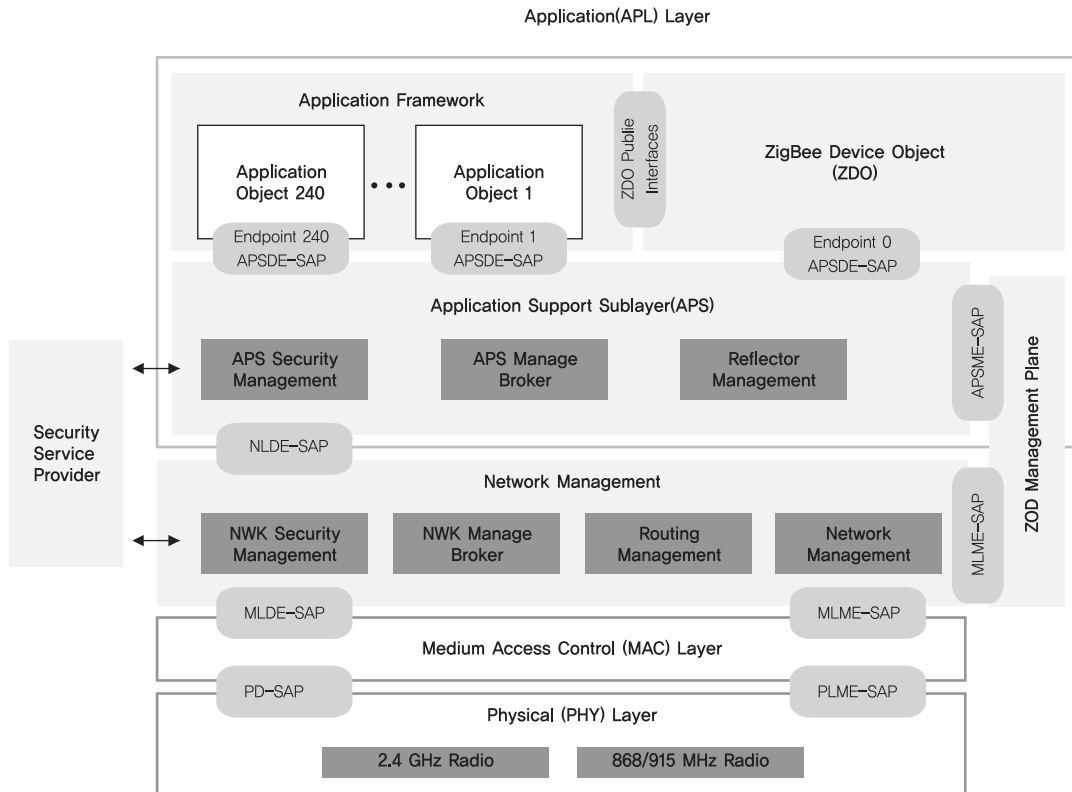 Application(APL) Layer
Application Framework
Application
Object 240
Application
Object 1
ZDO Publie
Interfaces
ZigBee Device Object
(ZDO)
Endpoint 240
APSDE-SAP
Endpoint 1
APSDE-SAP
Endpoint 0
APSDE-SAP
Application Support Sublayer(APS)
APS Security
Management
APS Manage
Broker
Reflector
Management
APSME-SAP
ZOD Management Plane
Security
Service
Provider
NLDE-SAP
Network Management
NWK Security
Management
NWK Manage
Broker
Routing
Management
Network
Management
MLME-SAP
MLDE-SAP
MLME-SAP
Medium Access Control (MAC) Layer
PD-SAP
PLME-SAP
Physical (PHY) Layer
2.4 GHz Radio
868/915 MHz Radio